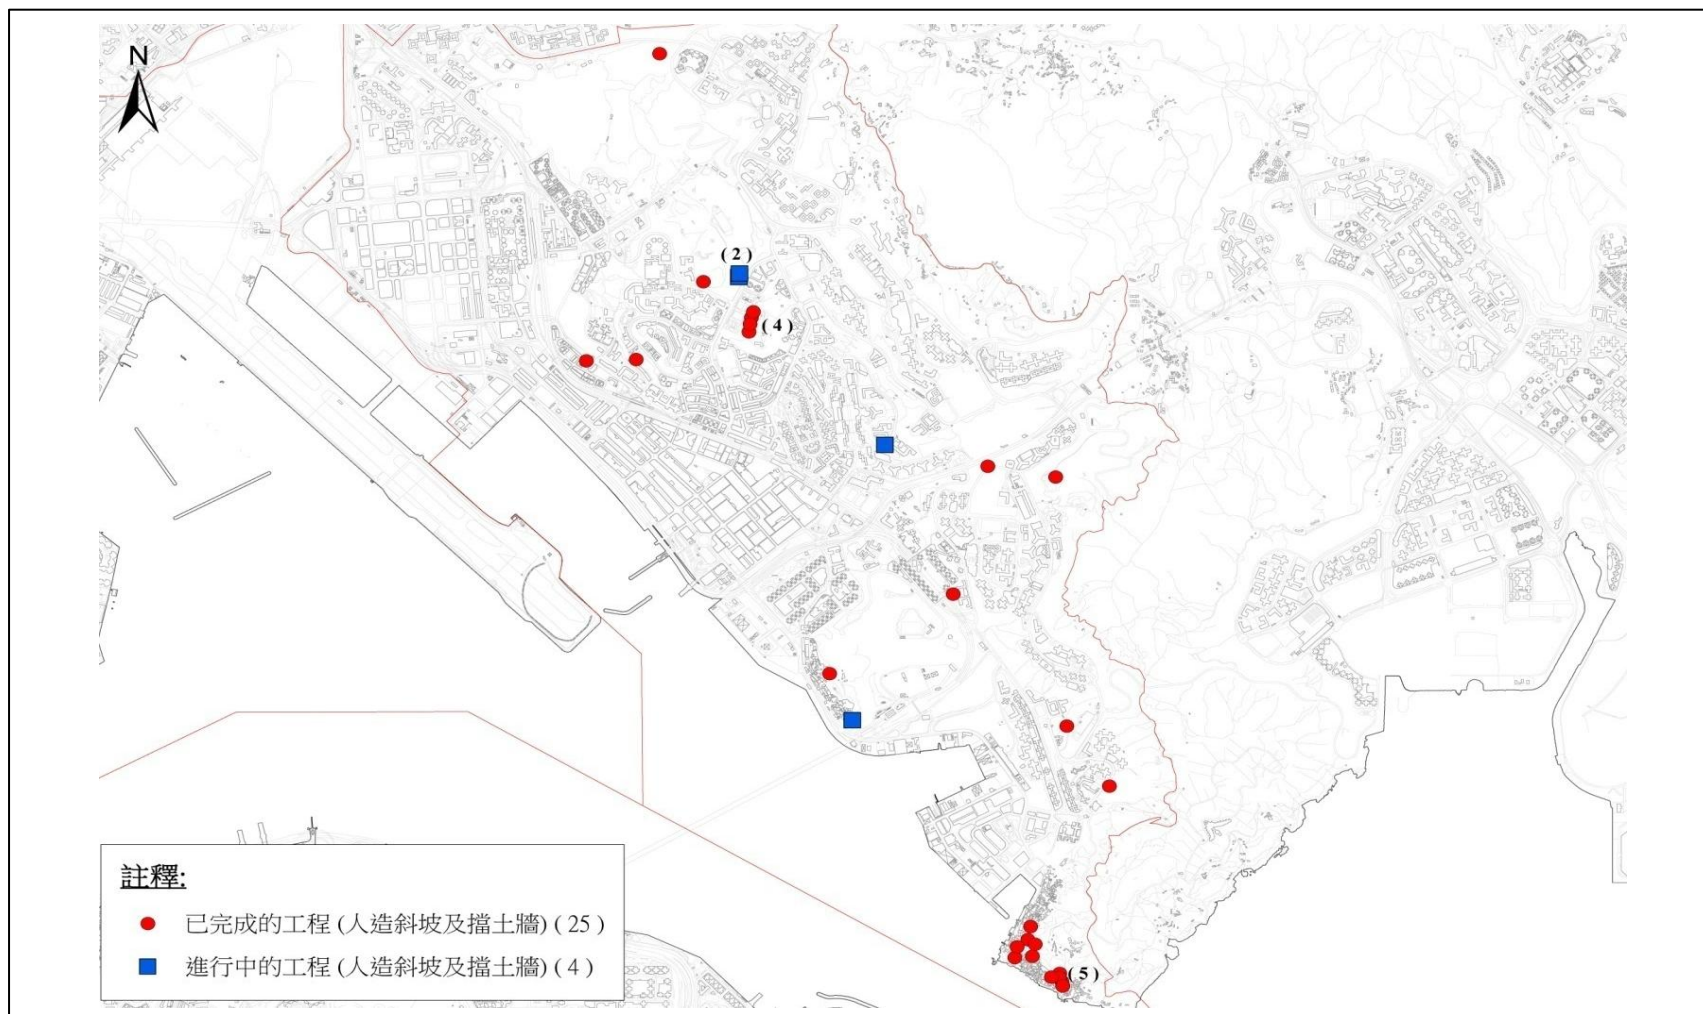 N
( 2 )
( 4 )
( 5 )
註釋:
已完成的工程 (人造斜坡及擋土牆) ( 25 )
進行中的工程 (人造斜坡及擋土牆) ( 4 )